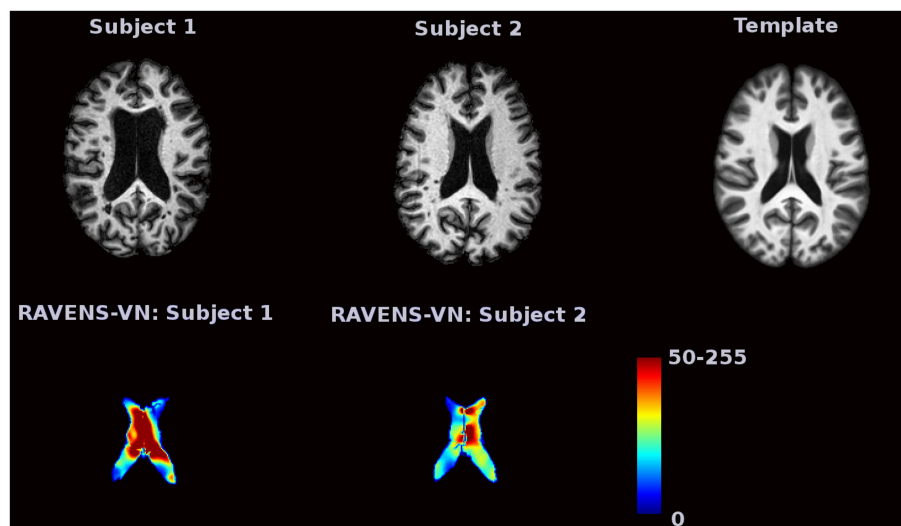 Subject 1
Subject 2
Template
RAVENS-VN: Subject 1
RAVENS-VN: Subject 2
50-255
0